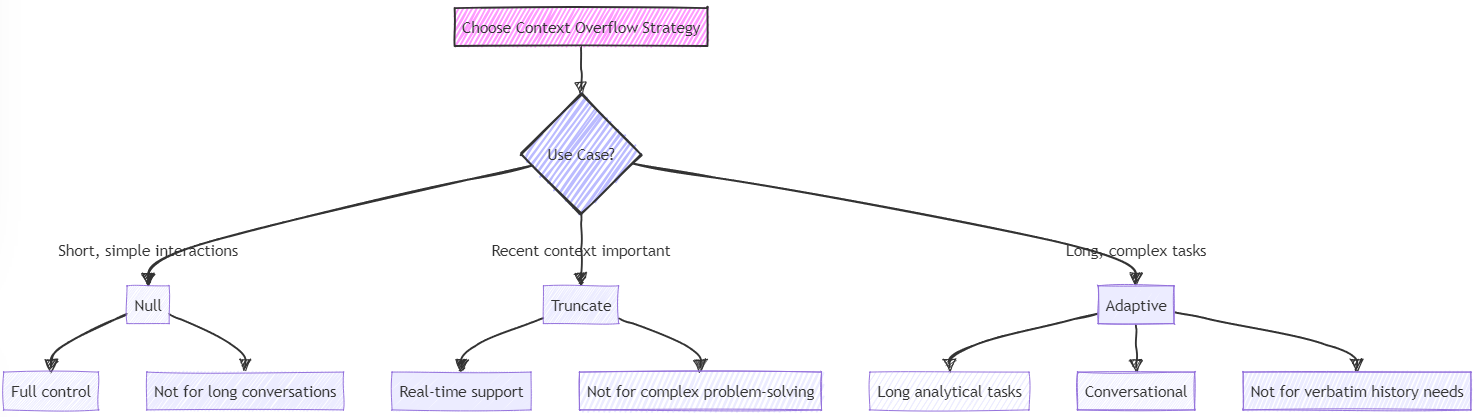 Choose Context Overflow Strategy
Use Case?
Short, simple interactions
Recent context important
Long, complex tasks
Null
Truncate
Adaptive
Full control
Not for long conversations
Real-time support
Not for complex problem-solving
Long analytical tasks
Conversational
Not for verbatim history needs